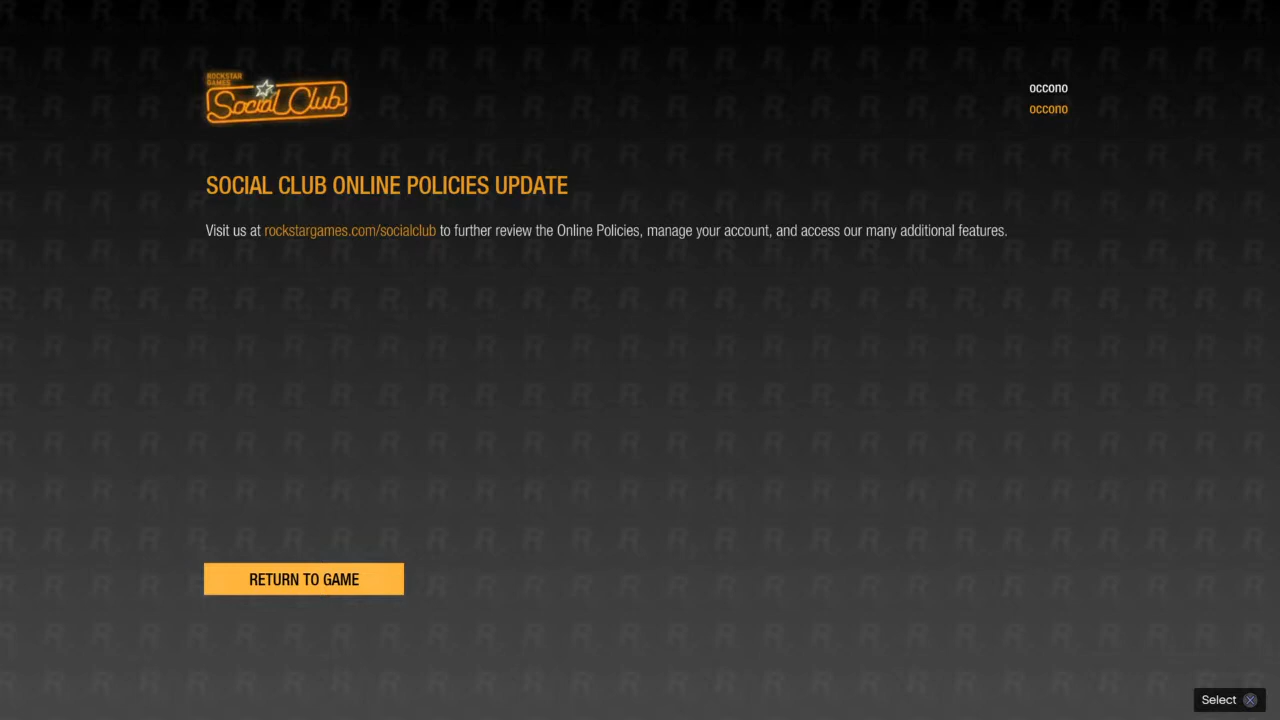 ROCKSTAR
GAMES
Social Club
occono
occono
SOCIAL CLUB ONLINE POLICIES UPDATE
Visit us at rockstargames.com/socialclub to further review the Online Policies, manage your account, and access our many additional features.
RETURN TO GAME
Select